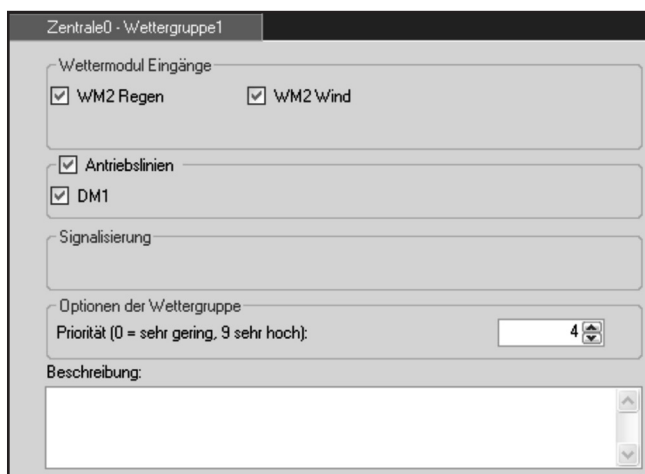 Zentrale0 - Wettergruppe1
Wettermodul Eingänge
WM2 Regen WM2 Wind
Antriebslinien
DM1
Signalisierung
Optionen der Wettergruppe
Priorität (0 = sehr gering, 9 sehr hoch): 4
Beschreibung: